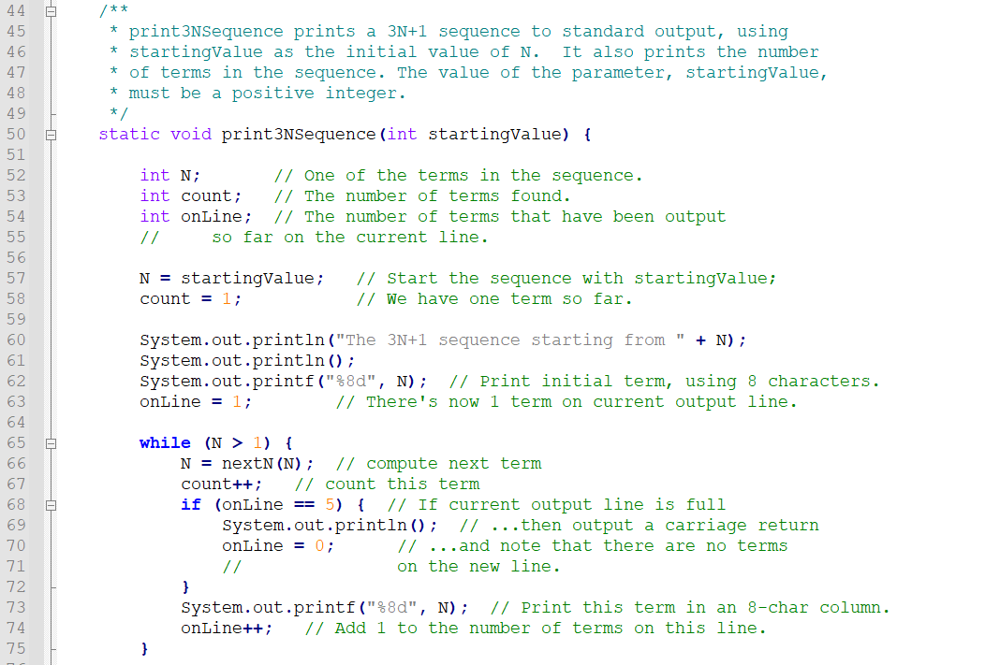 44 /**
45 * print3NSequence prints a 3N+1 sequence to standard output, using
46 * startingValue as the initial value of N.  It also prints the number
47 * of terms in the sequence. The value of the parameter, startingValue,
48 * must be a positive integer.
49 */
50 static void print3NSequence(int startingValue) {
51
52 int N;       // One of the terms in the sequence.
53 int count;   // The number of terms found.
54 int onLine;  // The number of terms that have been output
55 //     so far on the current line.
56
57 N = startingValue;   // Start the sequence with startingValue;
58 count = 1;           // We have one term so far.
59
60 System.out.println("The 3N+1 sequence starting from " + N);
61 System.out.println();
62 System.out.printf("%8d", N);  // Print initial term, using 8 characters.
63 onLine = 1;        // There's now 1 term on current output line.
64
65 while (N > 1) {
66 N = nextN(N);  // compute next term
67 count++;   // count this term
68 if (onLine == 5) {  // If current output line is full
69 System.out.println();  // ...then output a carriage return
70 onLine = 0;      // ...and note that there are no terms
71 //               on the new line.
72 }
73 System.out.printf("%8d", N);  // Print this term in an 8-char column.
74 onLine++;   // Add 1 to the number of terms on this line.
75 }